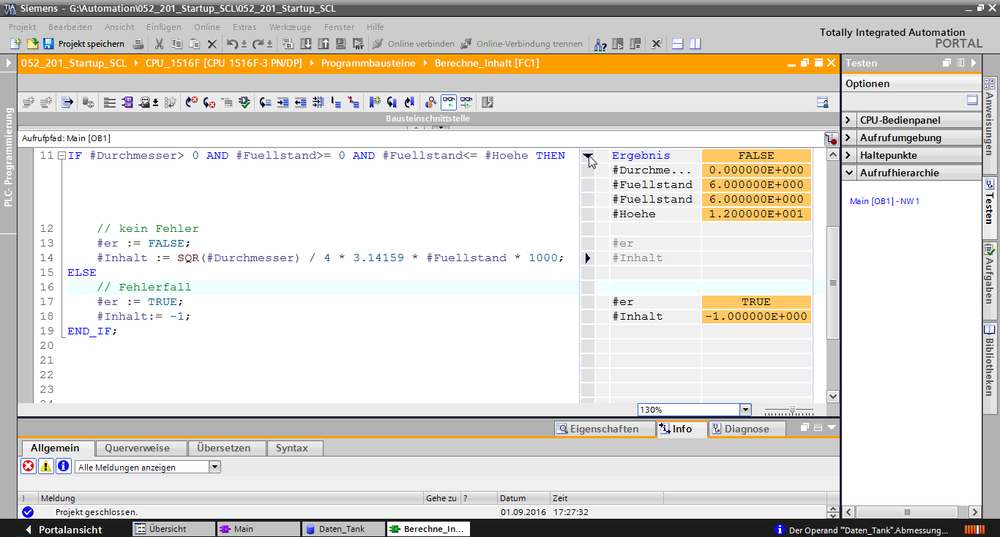 TIA V13 Siemens - G:\Automation\052_201_Startup_SCL\052_201_Startup_SCL
Projekt Bearbeiten Ansicht Einfügen Online Extras Werkzeuge Fenster Hilfe
Totally Integrated Automation
PORTAL
Projekt speichern Online verbinden Online-Verbindung trennen
052_201_Startup_SCL CPU_1516F [CPU 1516F-3 PN/DP] Programmbausteine Berechne_Inhalt [FC1]
Bausteinschnittstelle
Aufrufpfad: Main [OB1]
PLC- Programmierung
11 IF #Durchmesser> 0 AND #Fuellstand>= 0 AND #Fuellstand<= #Hoehe THEN Ergebnis FALSE
#Durchme... 0.000000E+000
#Fuellstand 6.000000E+000
#Fuellstand 6.000000E+000
#Hoehe 1.200000E+001
12 // kein Fehler
13 #er := FALSE; #er
14 #Inhalt := SQR(#Durchmesser) / 4 * 3.14159 * #Fuellstand * 1000; #Inhalt
15 ELSE
16 // Fehlerfall
17 #er := TRUE; #er TRUE
18 #Inhalt:= -1; #Inhalt -1.000000E+000
19 END_IF;
20
21
22
23
24
130%
Testen
Optionen
CPU-Bedienpanel
Aufrufumgebung
Haltepunkte
Aufrufhierarchie
Main [OB1] - NW1
Anweisungen
Testen
Aufgaben
Bibliotheken
Eigenschaften Info Diagnose
Allgemein Querverweise Übersetzen Syntax
Alle Meldungen anzeigen
! Meldung Gehe zu ? Datum Zeit
Projekt geschlossen. 01.09.2016 17:27:32
Portalansicht Übersicht Main Daten_Tank Berechne_In... Der Operand '"Daten_Tank".Abmessung...